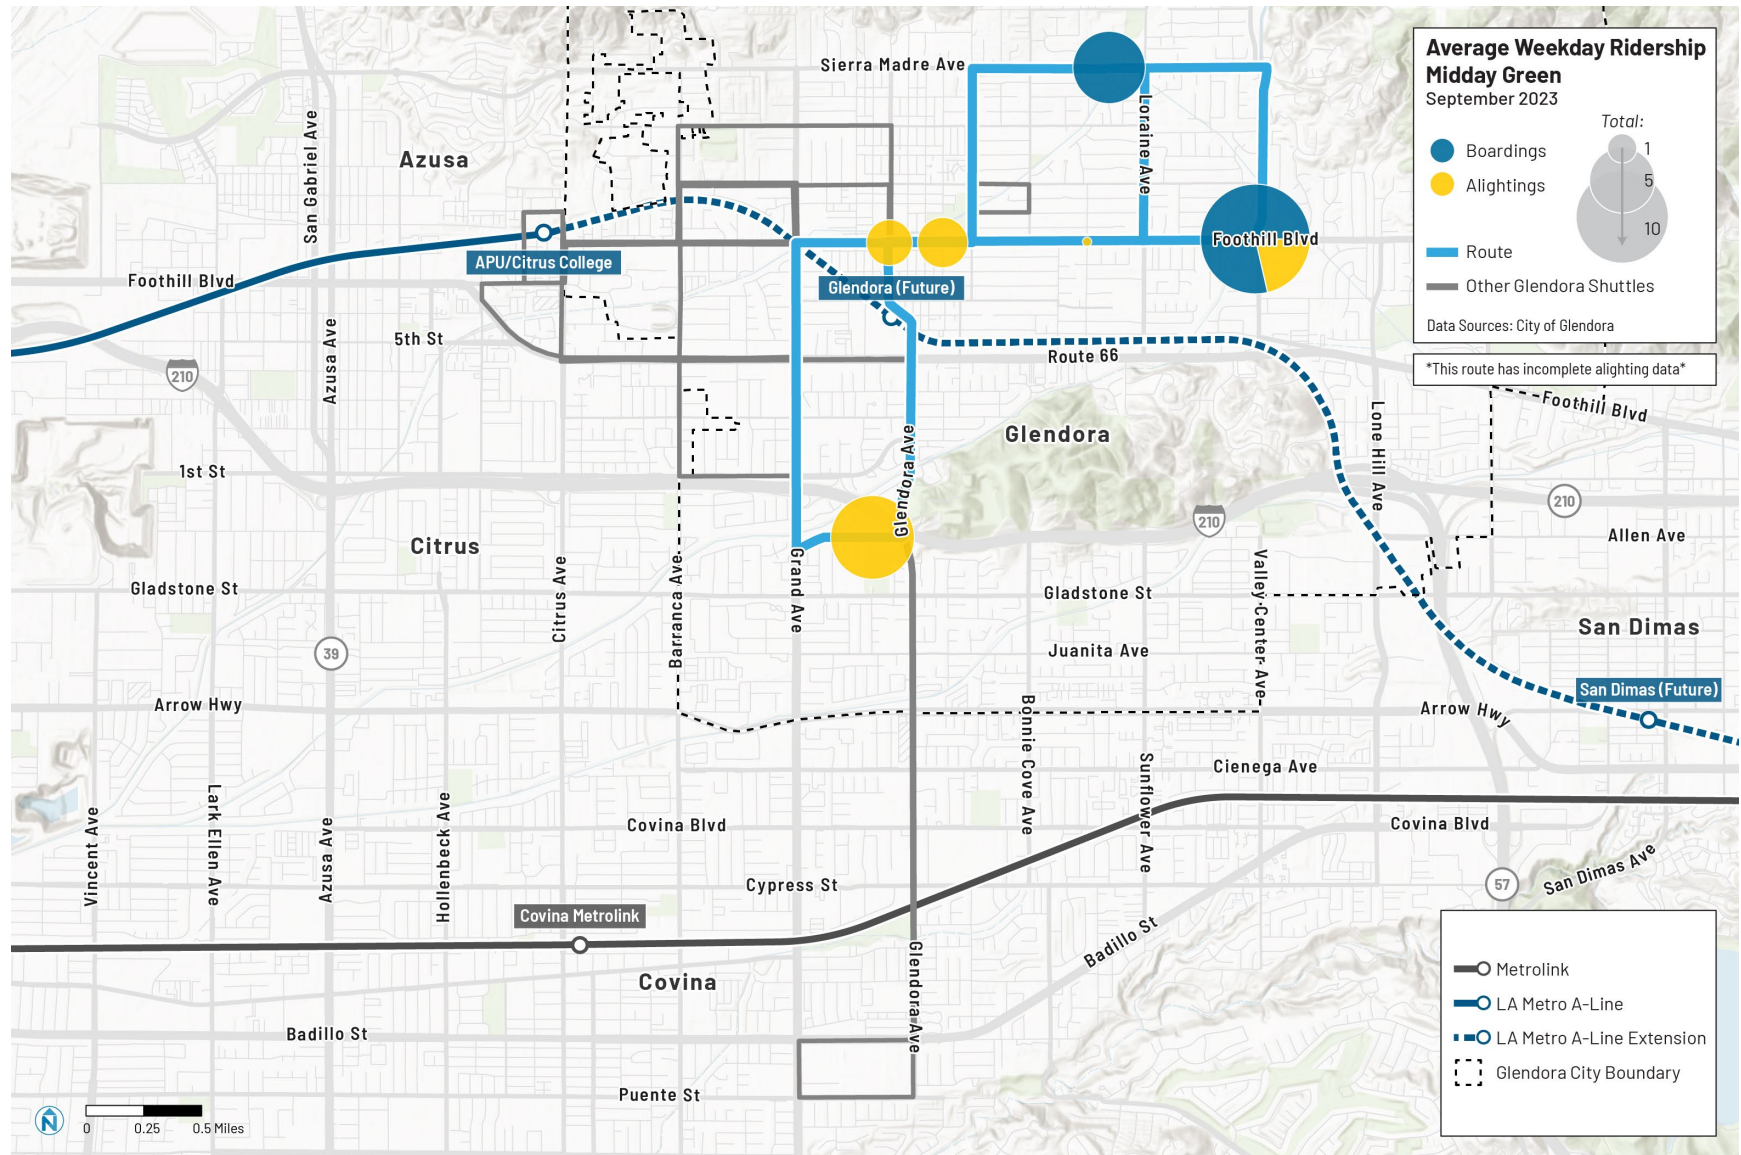 Average Weekday Ridership
Midday Green
September 2023
Total:
1
5
10
Boardings
Alightings
Route
Other Glendora Shuttles
Data Sources: City of Glendora
*This route has incomplete alighting data*
Sierra Madre Ave
Loraine Ave
San Gabriel Ave
Azusa
APU/Citrus College
Foothill Blvd
Foothill Blvd
Glendora (Future)
5th St
Azusa Ave
210
Route 66
Foothill Blvd
Lone Hill Ave
Glendora
Glendora Ave
1st St
210
210
Allen Ave
Citrus
Citrus Ave
Barranca Ave
Grand Ave
Valley Center Ave
Gladstone St
Gladstone St
San Dimas
39
Juanita Ave
San Dimas (Future)
Arrow Hwy
Arrow Hwy
Bonnie Cove Ave
Sunflower Ave
Cienega Ave
Vincent Ave
Lark Ellen Ave
Azusa Ave
Hollenbeck Ave
Covina Blvd
Covina Blvd
Cypress St
57
San Dimas Ave
Covina Metrolink
Badillo St
Covina
Glendora Ave
Badillo St
Puente St
Metrolink
LA Metro A-Line
LA Metro A-Line Extension
Glendora City Boundary
N
0
0.25
0.5 Miles